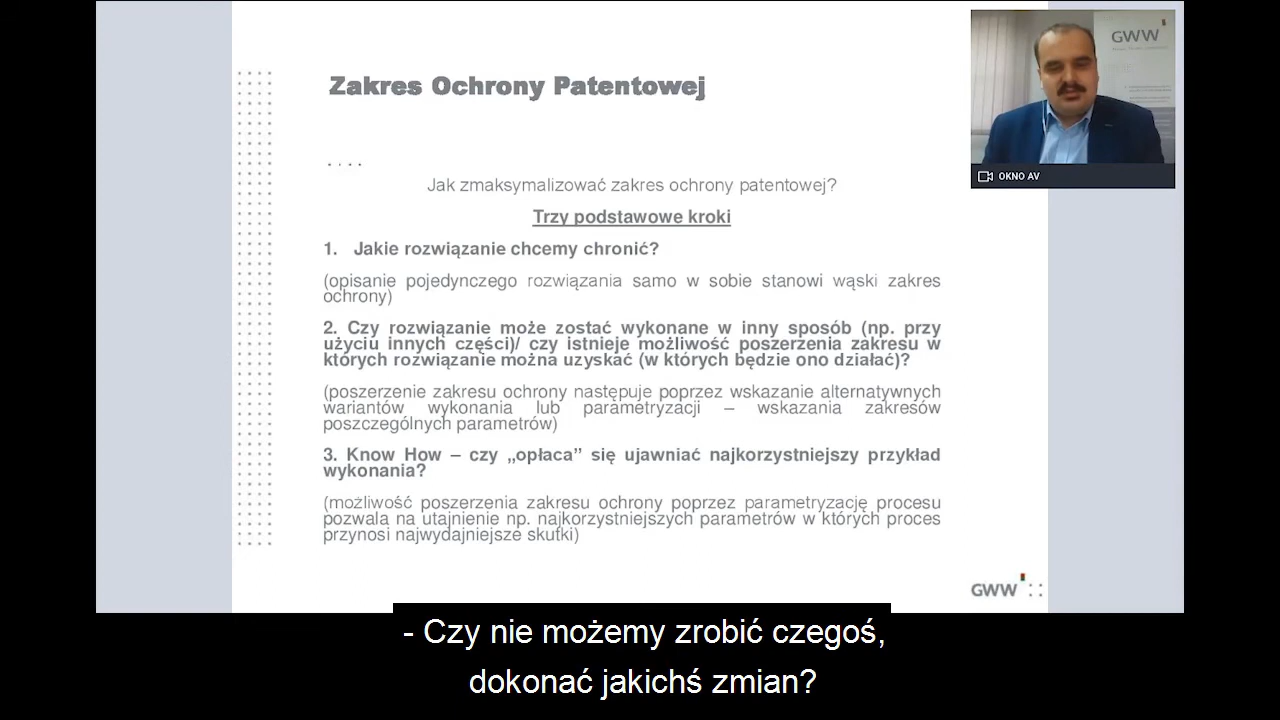 Zakres Ochrony Patentowej
GWW
OKNO AV
Jak zmaksymalizować zakres ochrony patentowej?
Trzy podstawowe kroki
1. Jakie rozwiązanie chcemy chronić?
(opisanie pojedynczego rozwiązania samo w sobie stanowi wąski zakres
ochrony)
2. Czy rozwiązanie może zostać wykonane w inny sposób (np. przy
użyciu innych części)/ czy istnieje możliwość poszerzenia zakresu w
których rozwiązanie można uzyskać (w których będzie ono działać)?
(poszerzenie zakresu ochrony następuje poprzez wskazanie alternatywnych
wariantów wykonania lub parametryzacji – wskazania zakresów
poszczególnych parametrów)
3. Know How – czy „opłaca” się ujawniać najkorzystniejszy przykład
wykonania?
(możliwość poszerzenia zakresu ochrony poprzez parametryzację procesu
pozwala na utajnienie np. najkorzystniejszych parametrów w których proces
przynosi najwydajniejsze skutki)
GWW
- Czy nie możemy zrobić czegoś,
dokonać jakichś zmian?